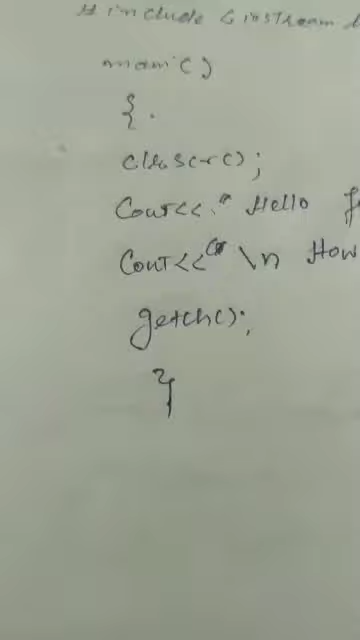 # include < iostream
main( )
{.
clrscr( );
Cout<<." Hello
Cout<<" \n How
getch( );
}